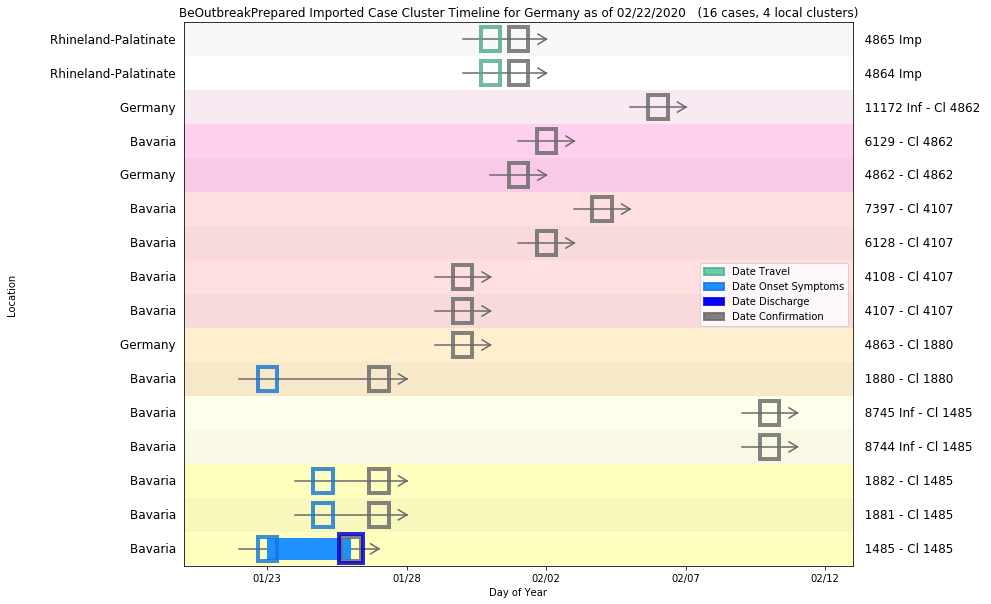 BeOutbreakPrepared Imported Case Cluster Timeline for Germany as of 02/22/2020 (16 cases, 4 local clusters)
Rhineland-Palatinate 4865 Imp
Rhineland-Palatinate 4864 Imp
Germany 11172 Inf - Cl 4862
Bavaria 6129 - Cl 4862
Germany 4862 - Cl 4862
Bavaria 7397 - Cl 4107
Bavaria 6128 - Cl 4107
Bavaria 4108 - Cl 4107
Bavaria 4107 - Cl 4107
Germany 4863 - Cl 1880
Bavaria 1880 - Cl 1880
Bavaria 8745 Inf - Cl 1485
Bavaria 8744 Inf - Cl 1485
Bavaria 1882 - Cl 1485
Bavaria 1881 - Cl 1485
Bavaria 1485 - Cl 1485
Location
Date Travel
Date Onset Symptoms
Date Discharge
Date Confirmation
01/23 01/28 02/02 02/07 02/12
Day of Year